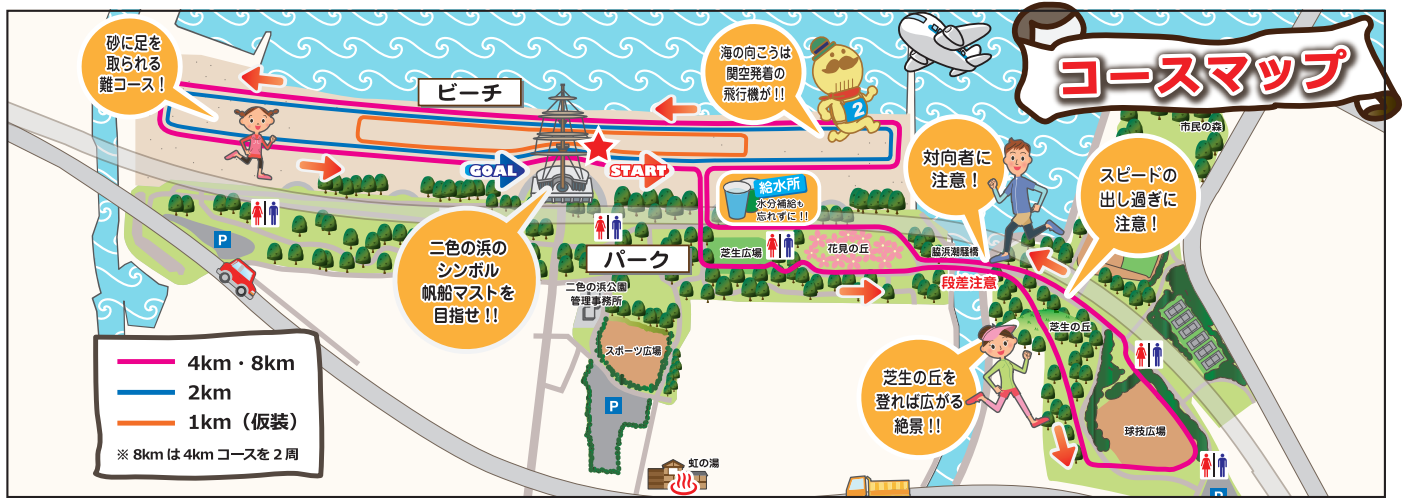 コースマップ
砂に足を
取られる
難コース！
ビーチ
海の向こうは
関空発着の
飛行機が!!
2
市民の森
対向者に
注意！
スピードの
出し過ぎに
注意！
GOAL
START
給水所
水分補給も
忘れずに!!
P
二色の浜の
シンボル
帆船マストを
目指せ!!
パーク
芝生広場
花見の丘
脇浜潮騒橋
段差注意
二色の浜公園
管理事務所
スポーツ広場
P
芝生の丘
芝生の丘を
登れば広がる
絶景!!
球技広場
虹の湯
P
4km・8km
2km
1km（仮装）
※ 8kmは4kmコースを2周